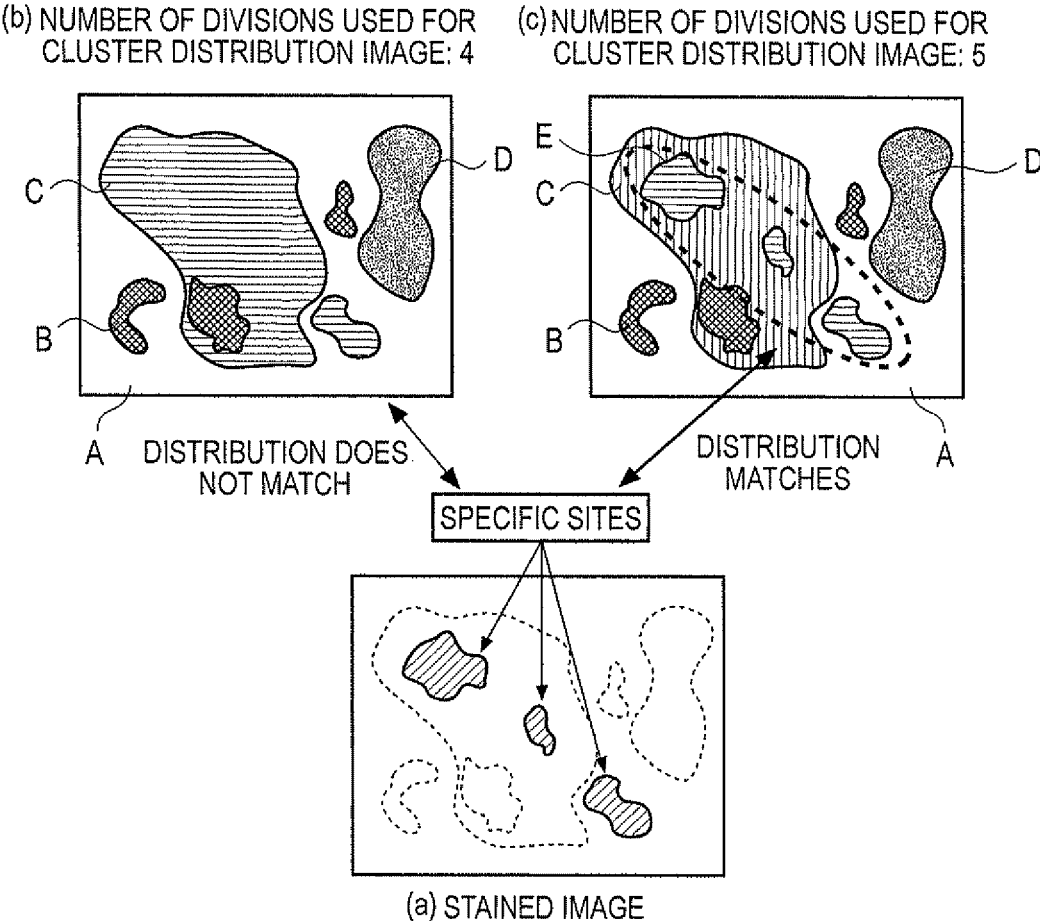 (b) NUMBER OF DIVISIONS USED FOR
CLUSTER DISTRIBUTION IMAGE: 4
(c) NUMBER OF DIVISIONS USED FOR
CLUSTER DISTRIBUTION IMAGE: 5
C
D
B
A
E
C
D
B
A
DISTRIBUTION DOES
NOT MATCH
DISTRIBUTION
MATCHES
SPECIFIC SITES
(a) STAINED IMAGE